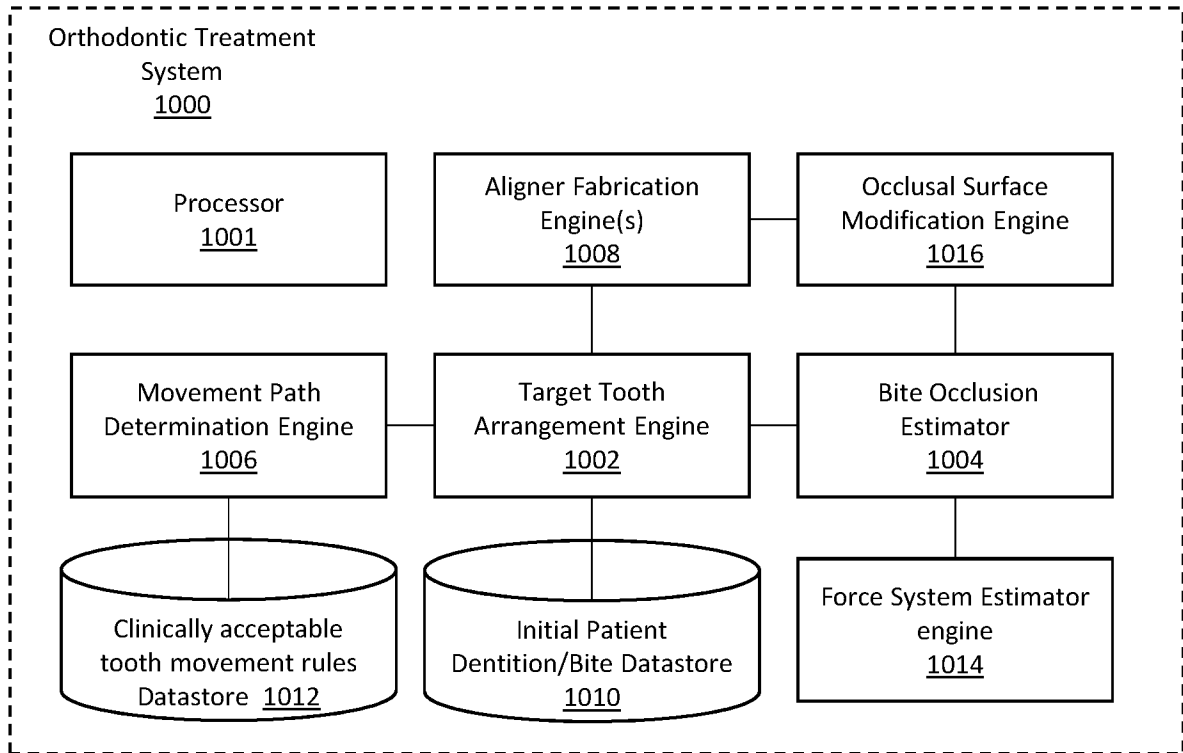 Orthodontic Treatment
System
1000
Processor
1001
Aligner Fabrication
Engine(s)
1008
Occlusal Surface
Modification Engine
1016
Movement Path
Determination Engine
1006
Target Tooth
Arrangement Engine
1002
Bite Occlusion
Estimator
1004
Clinically acceptable
tooth movement rules
Datastore 1012
Initial Patient
Dentition/Bite Datastore
1010
Force System Estimator
engine
1014